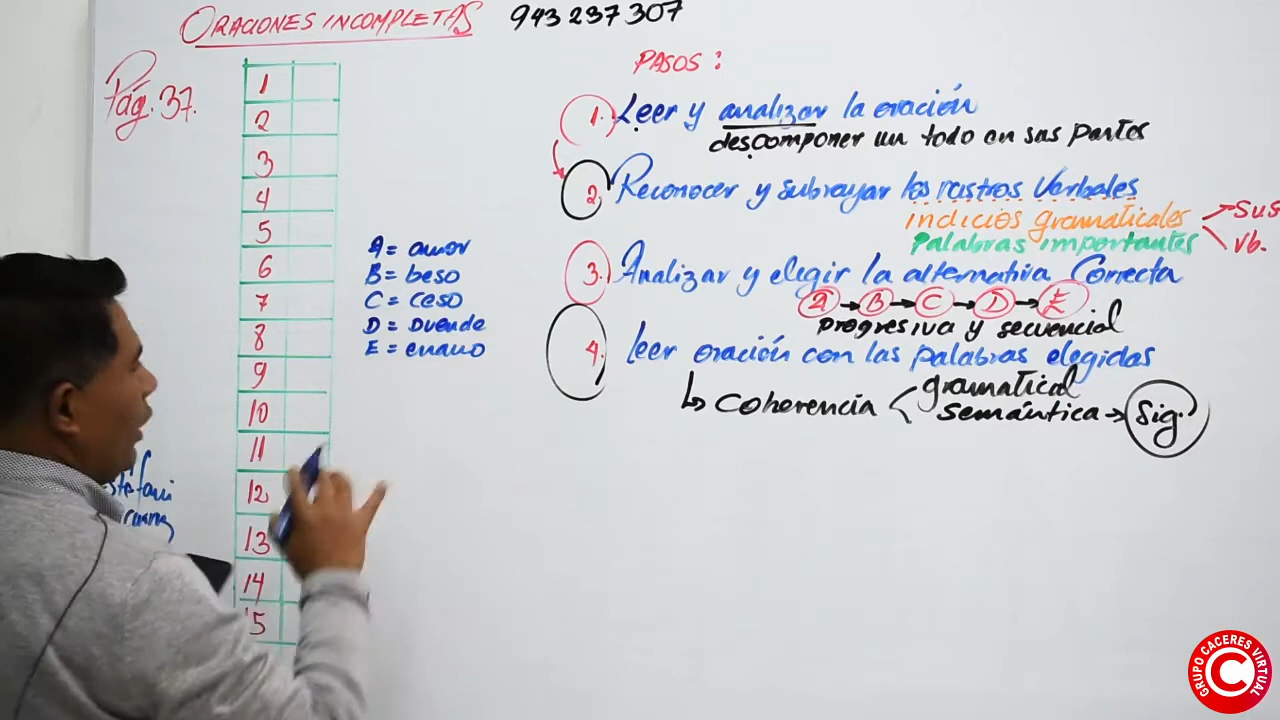 ORACIONES INCOMPLETAS 943 237 307
Pág. 37.
1
2
3
4
5
6
7
8
9
10
11
12
13
14
15
A = amor
B = beso
C = ceso
D = Duende
E = enano
PASOS :
1. Leer y analizar la oración
descomponer un todo en sus partes
2. Reconocer y subrayar los rastros verbales
indicios gramaticales Sus
Palabras importantes Vb.
3. Analizar y elegir la alternativa Correcta
A B C D E
progresiva y secuencial
4. leer oración con las palabras elegidas
Coherencia gramatical
semántica Sig.
GRUPO CACERES VIRTUAL
C